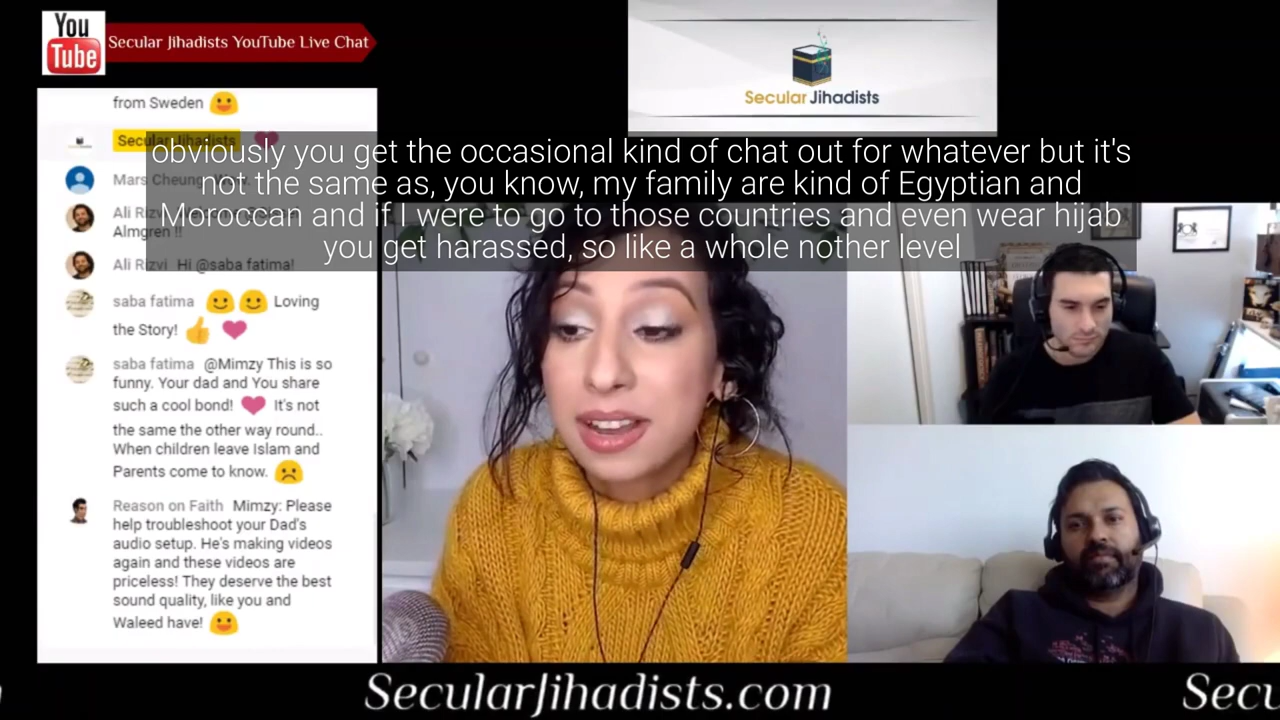 You
Tube
Secular Jihadists YouTube Live Chat
Secular Jihadists
from Sweden
Secular Jihadists
Mars Cheung
Ali Rizvi
Almgren !!
Ali Rizvi Hi @saba fatima!
saba fatima Loving
the Story!
saba fatima @Mimzy This is so
funny. Your dad and You share
such a cool bond! It's not
the same the other way round..
When children leave Islam and
Parents come to know.
Reason on Faith Mimzy: Please
help troubleshoot your Dad's
audio setup. He's making videos
again and these videos are
priceless! They deserve the best
sound quality, like you and
Waleed have!
obviously you get the occasional kind of chat out for whatever but it's
not the same as, you know, my family are kind of Egyptian and
Moroccan and if I were to go to those countries and even wear hijab
you get harassed, so like a whole nother level
SecularJihadists.com
Secu